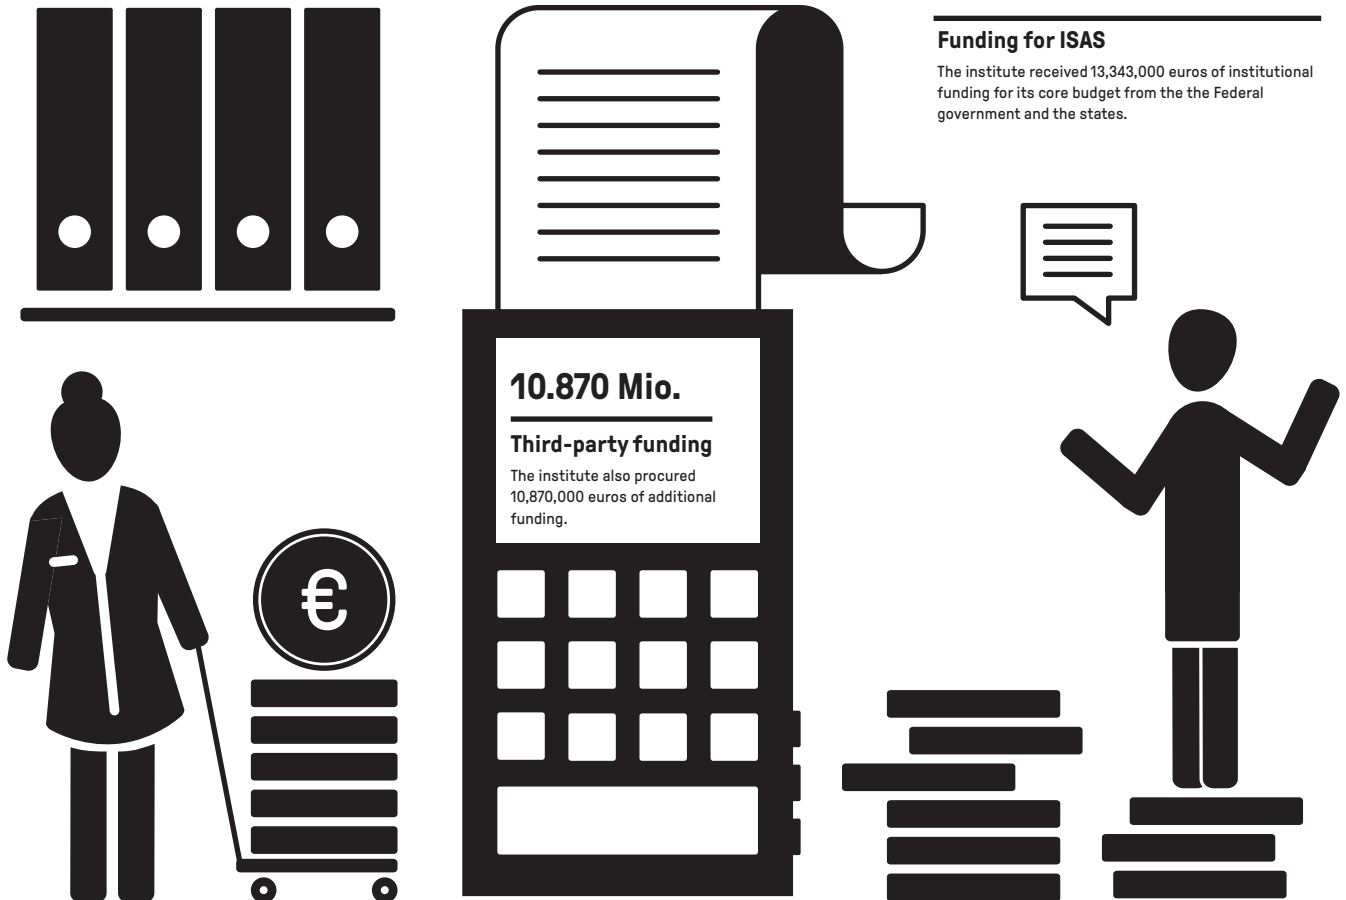 Funding for ISAS
The institute received 13,343,000 euros of institutional
funding for its core budget from the the Federal
government and the states.
10.870 Mio.
Third-party funding
The institute also procured
10,870,000 euros of additional
funding.
€